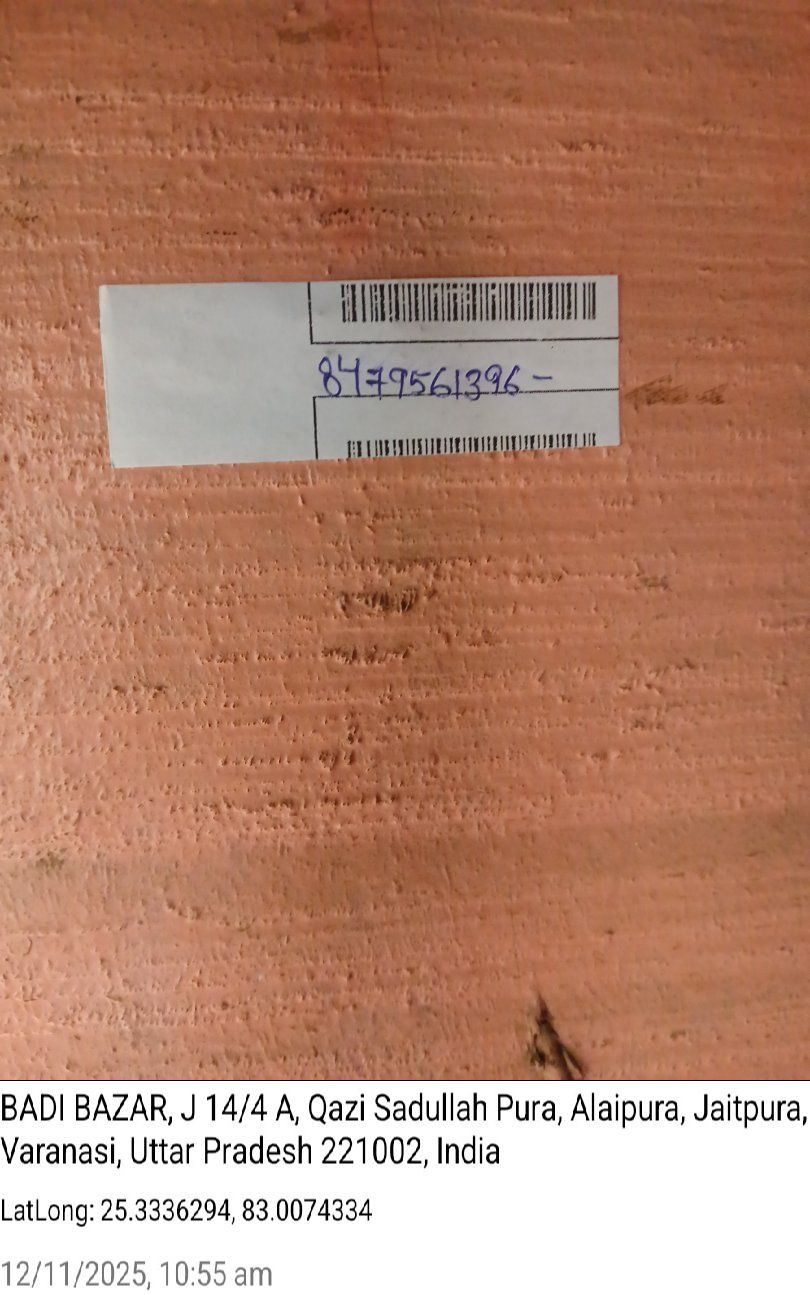 8479561396-
BADI BAZAR, J 14/4 A, Qazi Sadullah Pura, Alaipura, Jaitpura,
Varanasi, Uttar Pradesh 221002, India
LatLong: 25.3336294, 83.0074334
12/11/2025, 10:55 am